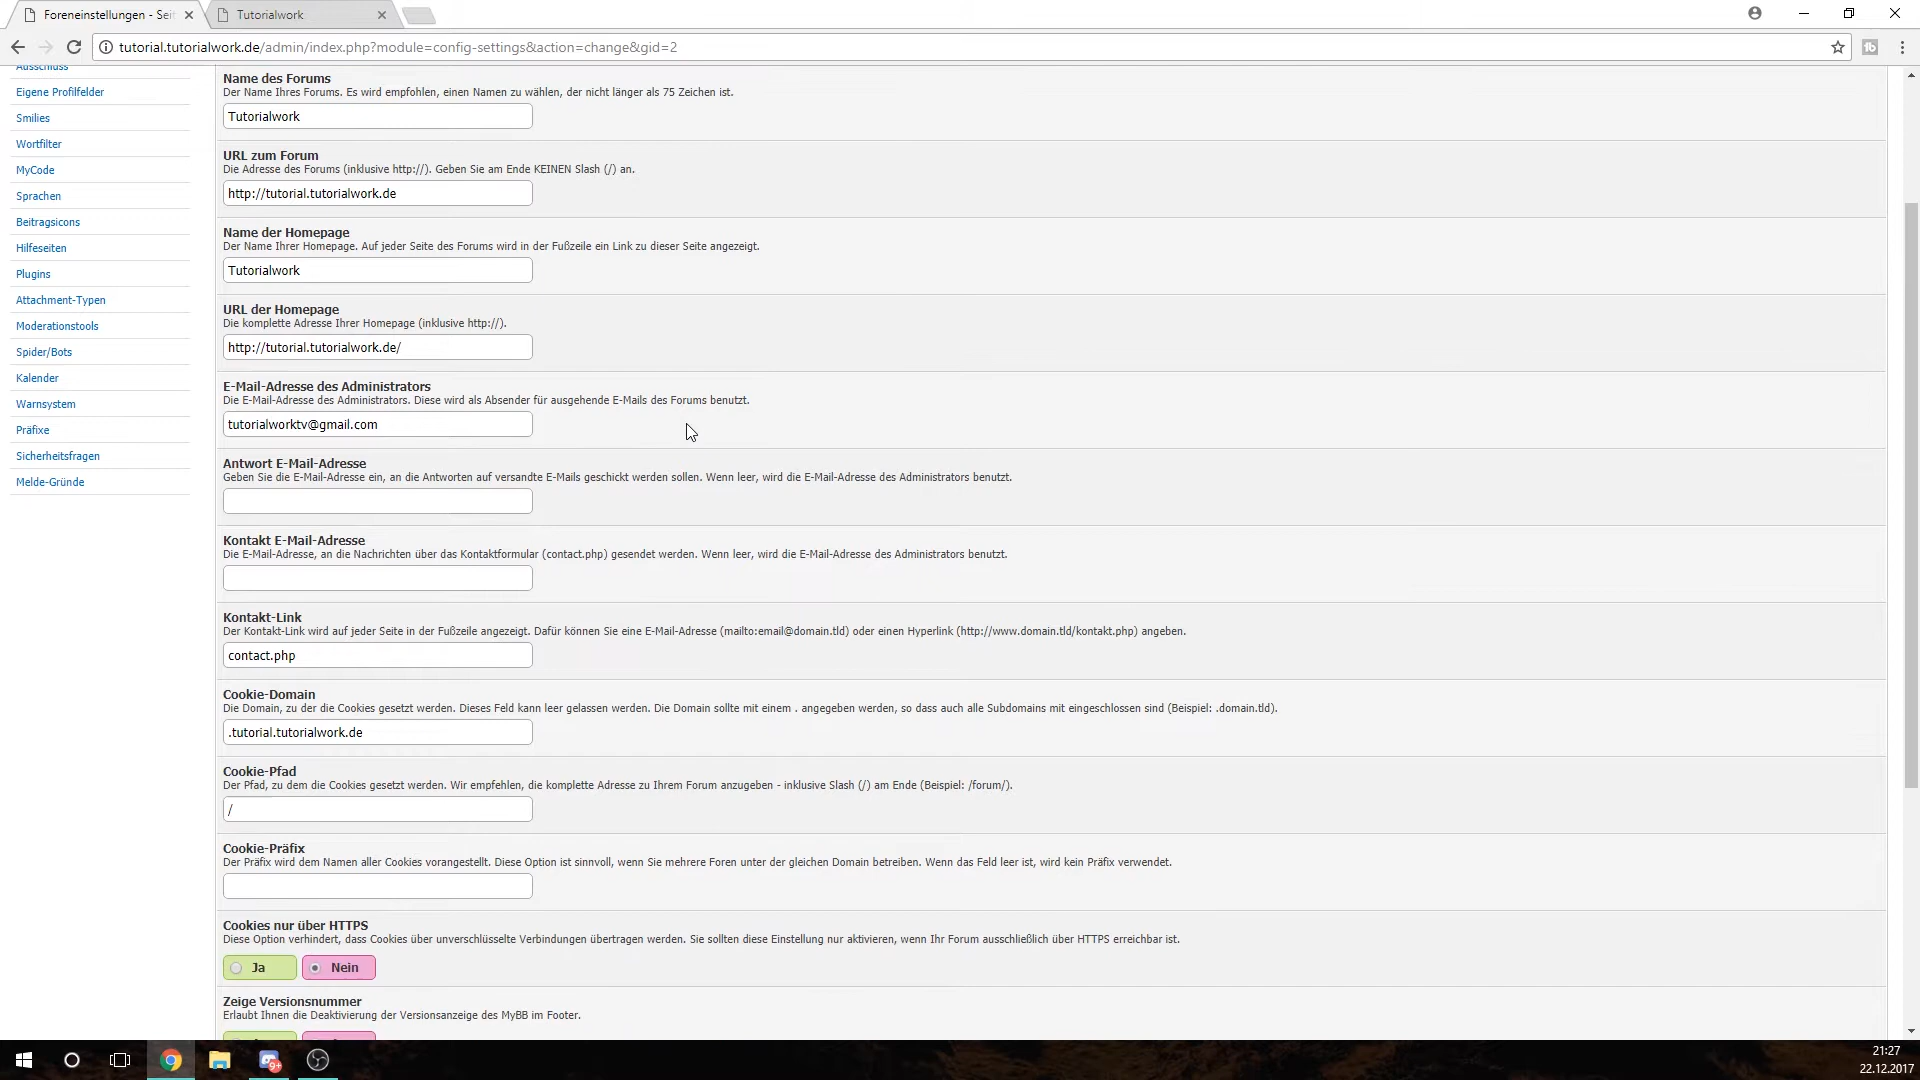 Foreneinstellungen - Seit
Tutorialwork
tutorial.tutorialwork.de/admin/index.php?module=config-settings&action=change&gid=2
Ausschluss
Eigene Profilfelder
Smilies
Wortfilter
MyCode
Sprachen
Beitragsicons
Hilfeseiten
Plugins
Attachment-Typen
Moderationstools
Spider/Bots
Kalender
Warnsystem
Präfixe
Sicherheitsfragen
Melde-Gründe
Name des Forums
Der Name Ihres Forums. Es wird empfohlen, einen Namen zu wählen, der nicht länger als 75 Zeichen ist.
Tutorialwork
URL zum Forum
Die Adresse des Forums (inklusive http://). Geben Sie am Ende KEINEN Slash (/) an.
http://tutorial.tutorialwork.de
Name der Homepage
Der Name Ihrer Homepage. Auf jeder Seite des Forums wird in der Fußzeile ein Link zu dieser Seite angezeigt.
Tutorialwork
URL der Homepage
Die komplette Adresse Ihrer Homepage (inklusive http://).
http://tutorial.tutorialwork.de/
E-Mail-Adresse des Administrators
Die E-Mail-Adresse des Administrators. Diese wird als Absender für ausgehende E-Mails des Forums benutzt.
tutorialworktv@gmail.com
Antwort E-Mail-Adresse
Geben Sie die E-Mail-Adresse ein, an die Antworten auf versandte E-Mails geschickt werden sollen. Wenn leer, wird die E-Mail-Adresse des Administrators benutzt.
Kontakt E-Mail-Adresse
Die E-Mail-Adresse, an die Nachrichten über das Kontaktformular (contact.php) gesendet werden. Wenn leer, wird die E-Mail-Adresse des Administrators benutzt.
Kontakt-Link
Der Kontakt-Link wird auf jeder Seite in der Fußzeile angezeigt. Dafür können Sie eine E-Mail-Adresse (mailto:email@domain.tld) oder einen Hyperlink (http://www.domain.tld/kontakt.php) angeben.
contact.php
Cookie-Domain
Die Domain, zu der die Cookies gesetzt werden. Dieses Feld kann leer gelassen werden. Die Domain sollte mit einem . angegeben werden, so dass auch alle Subdomains mit eingeschlossen sind (Beispiel: .domain.tld).
.tutorial.tutorialwork.de
Cookie-Pfad
Der Pfad, zu dem die Cookies gesetzt werden. Wir empfehlen, die komplette Adresse zu Ihrem Forum anzugeben - inklusive Slash (/) am Ende (Beispiel: /forum/).
/
Cookie-Präfix
Der Präfix wird dem Namen aller Cookies vorangestellt. Diese Option ist sinnvoll, wenn Sie mehrere Foren unter der gleichen Domain betreiben. Wenn das Feld leer ist, wird kein Präfix verwendet.
Cookies nur über HTTPS
Diese Option verhindert, dass Cookies über unverschlüsselte Verbindungen übertragen werden. Sie sollten diese Einstellung nur aktivieren, wenn Ihr Forum ausschließlich über HTTPS erreichbar ist.
Ja Nein
Zeige Versionsnummer
Erlaubt Ihnen die Deaktivierung der Versionsanzeige des MyBB im Footer.
9+
21:27
22.12.2017